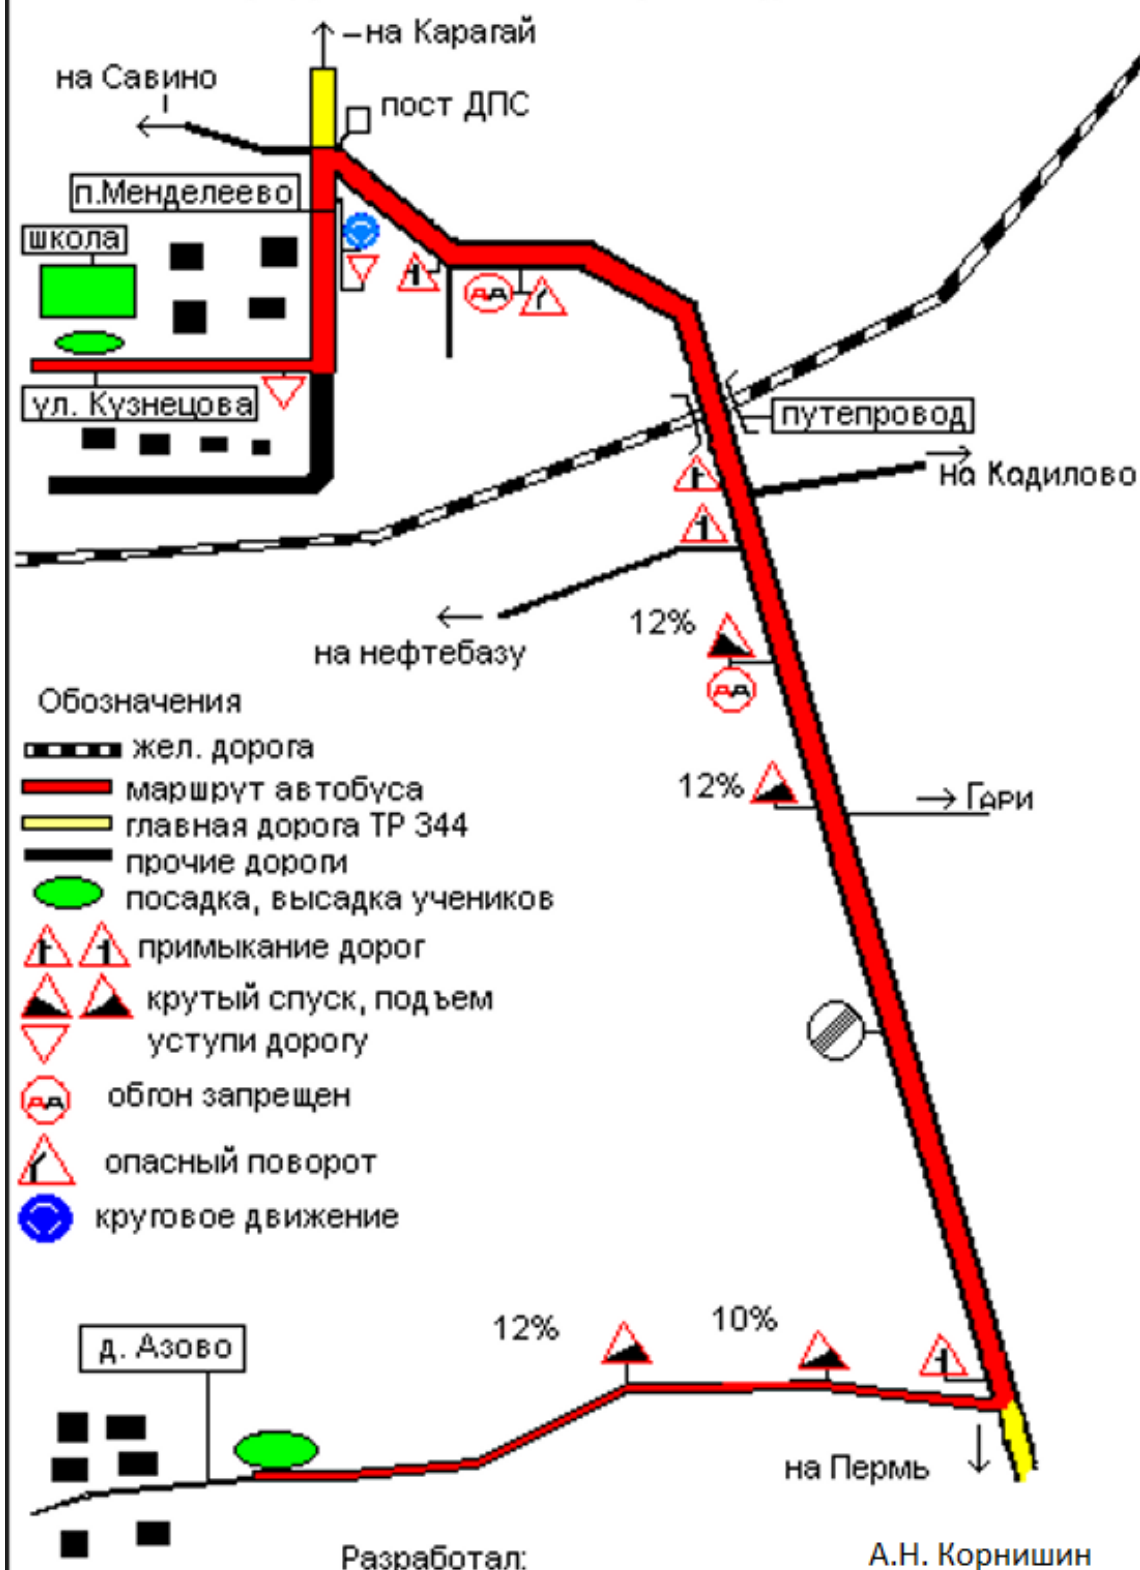 на Карагай
на Савино
пост ДПС
п.Менделеево
школа
ул. Кузнецова
путепровод
на Кадилово
на нефтебазу
12%
Обозначения
жел. дорога
маршрут автобуса
главная дорога ТР 344
прочие дороги
посадка, высадка учеников
примыкание дорог
крутый спуск, подъем
уступи дорогу
обгон запрещен
опасный поворот
круговое движение
12%
Гари
12%
10%
д. Азово
на Пермь
Разработал:
А.Н. Корнишин